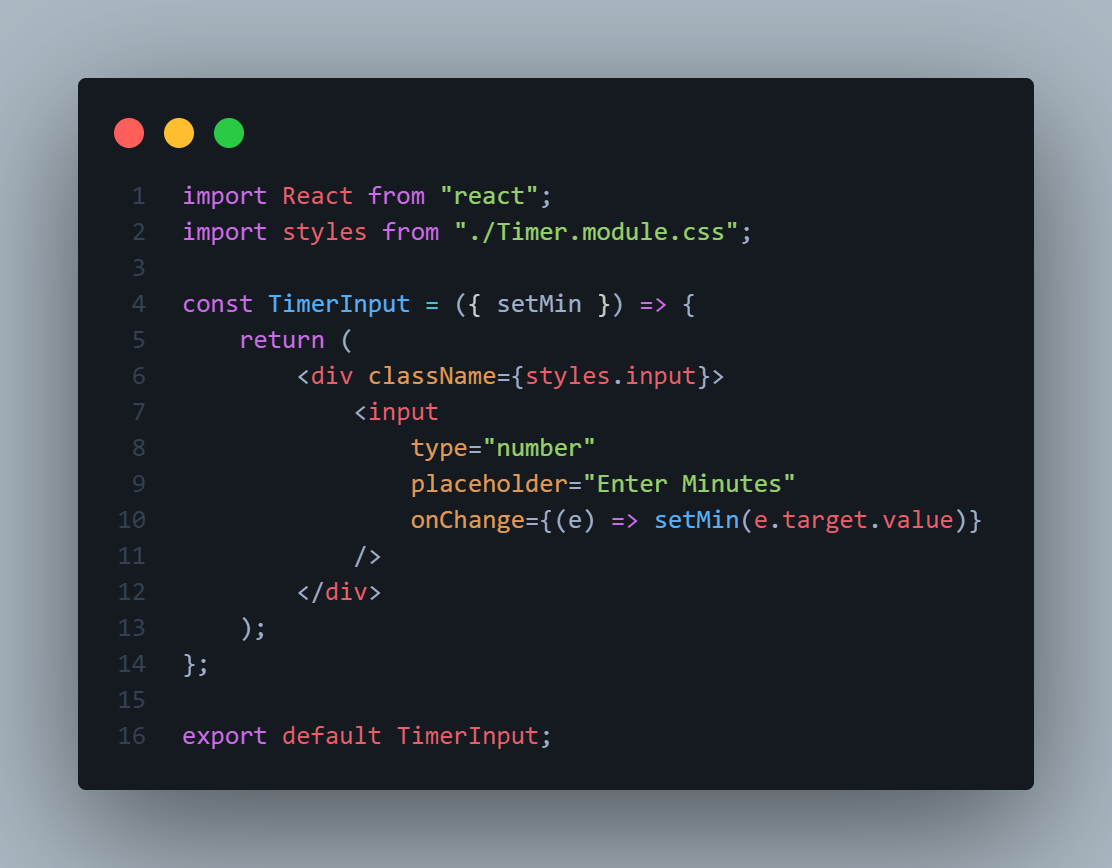 1 import React from "react";
2 import styles from "./Timer.module.css";
3
4 const TimerInput = ({ setMin }) => {
5     return (
6         <div className={styles.input}>
7             <input
8                 type="number"
9                 placeholder="Enter Minutes"
10                 onChange={(e) => setMin(e.target.value)}
11             />
12         </div>
13     );
14 };
15
16 export default TimerInput;